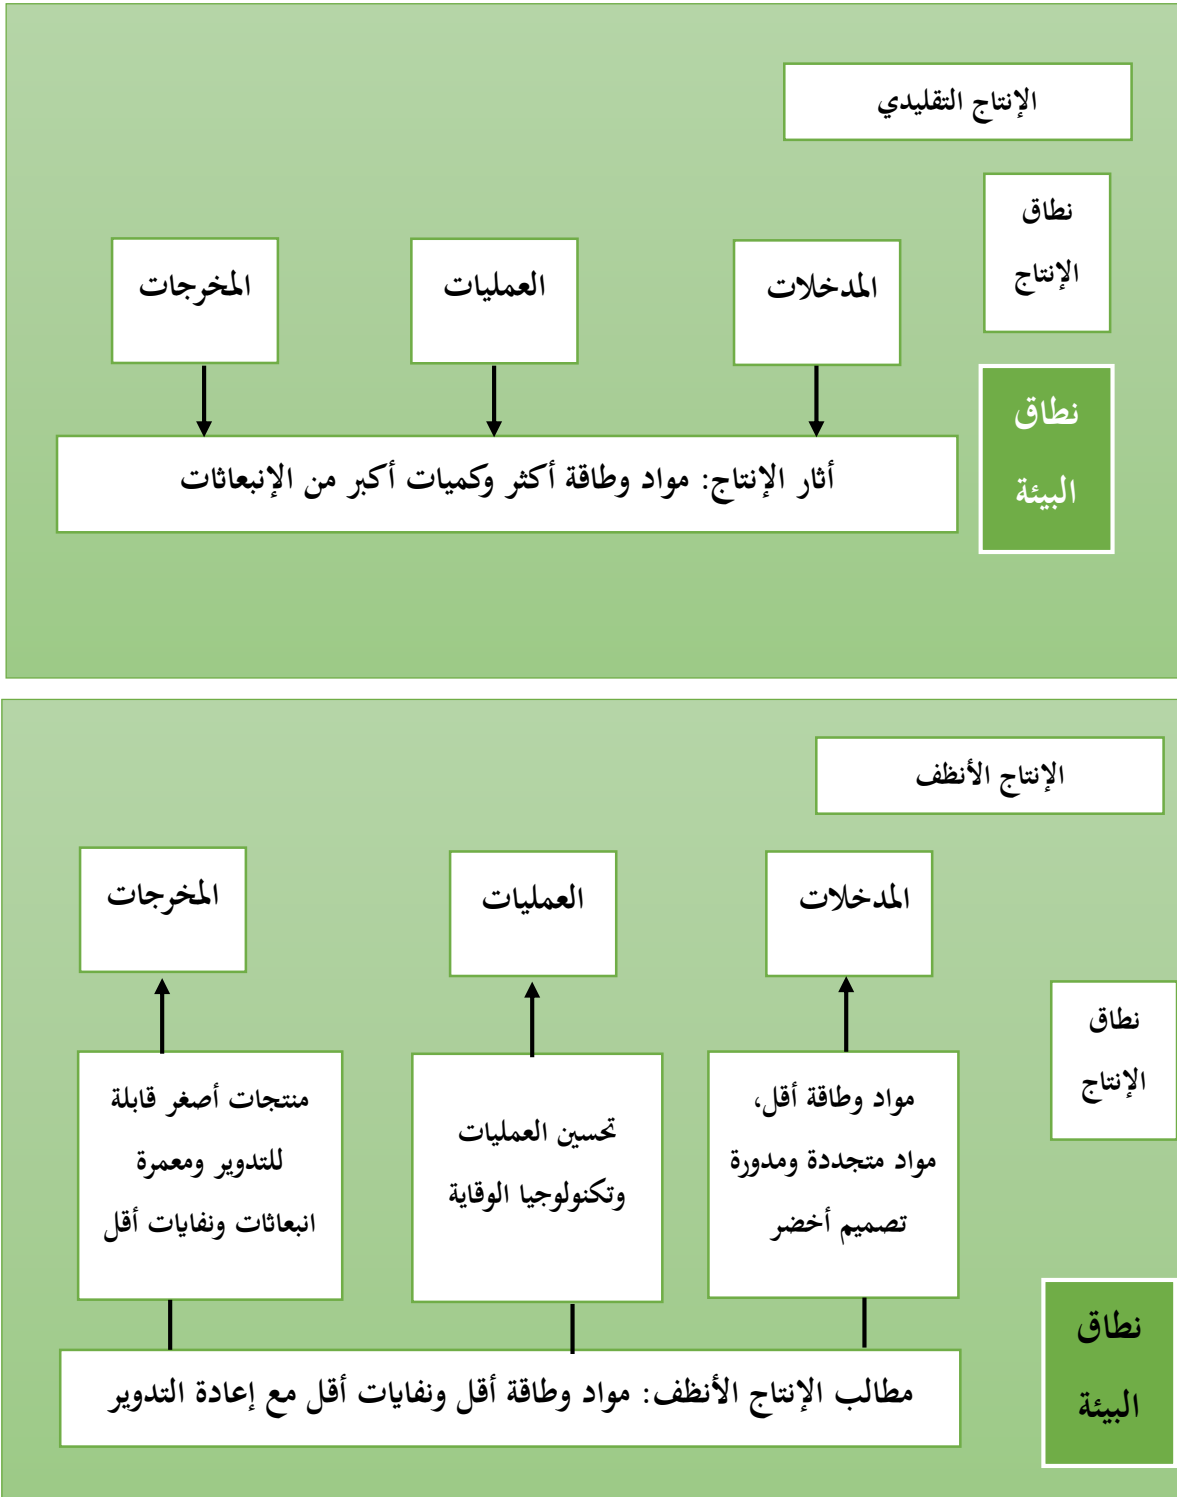 الإنتاج التقليدي
نطاق
الإنتاج
المدخلات
العمليات
المخرجات
نطاق
البيئة
أثار الإنتاج: مواد وطاقة أكثر وكميات أكبر من الإنبعاثات
الإنتاج الأنظف
المدخلات
العمليات
المخرجات
نطاق
الإنتاج
مواد وطاقة أقل،
مواد متجددة ومدورة
تصميم أخضر
تحسين العمليات
وتكنولوجيا الوقاية
منتجات أصغر قابلة
للتدوير ومعمرة
انبعاثات ونفايات أقل
نطاق
البيئة
مطالب الإنتاج الأنظف: مواد وطاقة أقل ونفايات أقل مع إعادة التدوير